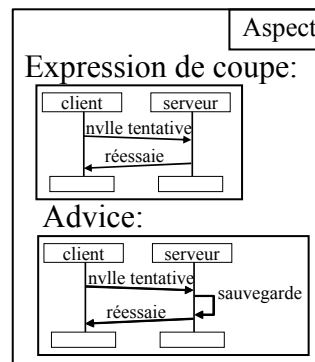 Aspect
Expression de coupe:
client serveur
nvlle tentative
réessaie
Advice:
client serveur
nvlle tentative
sauvegarde
réessaie